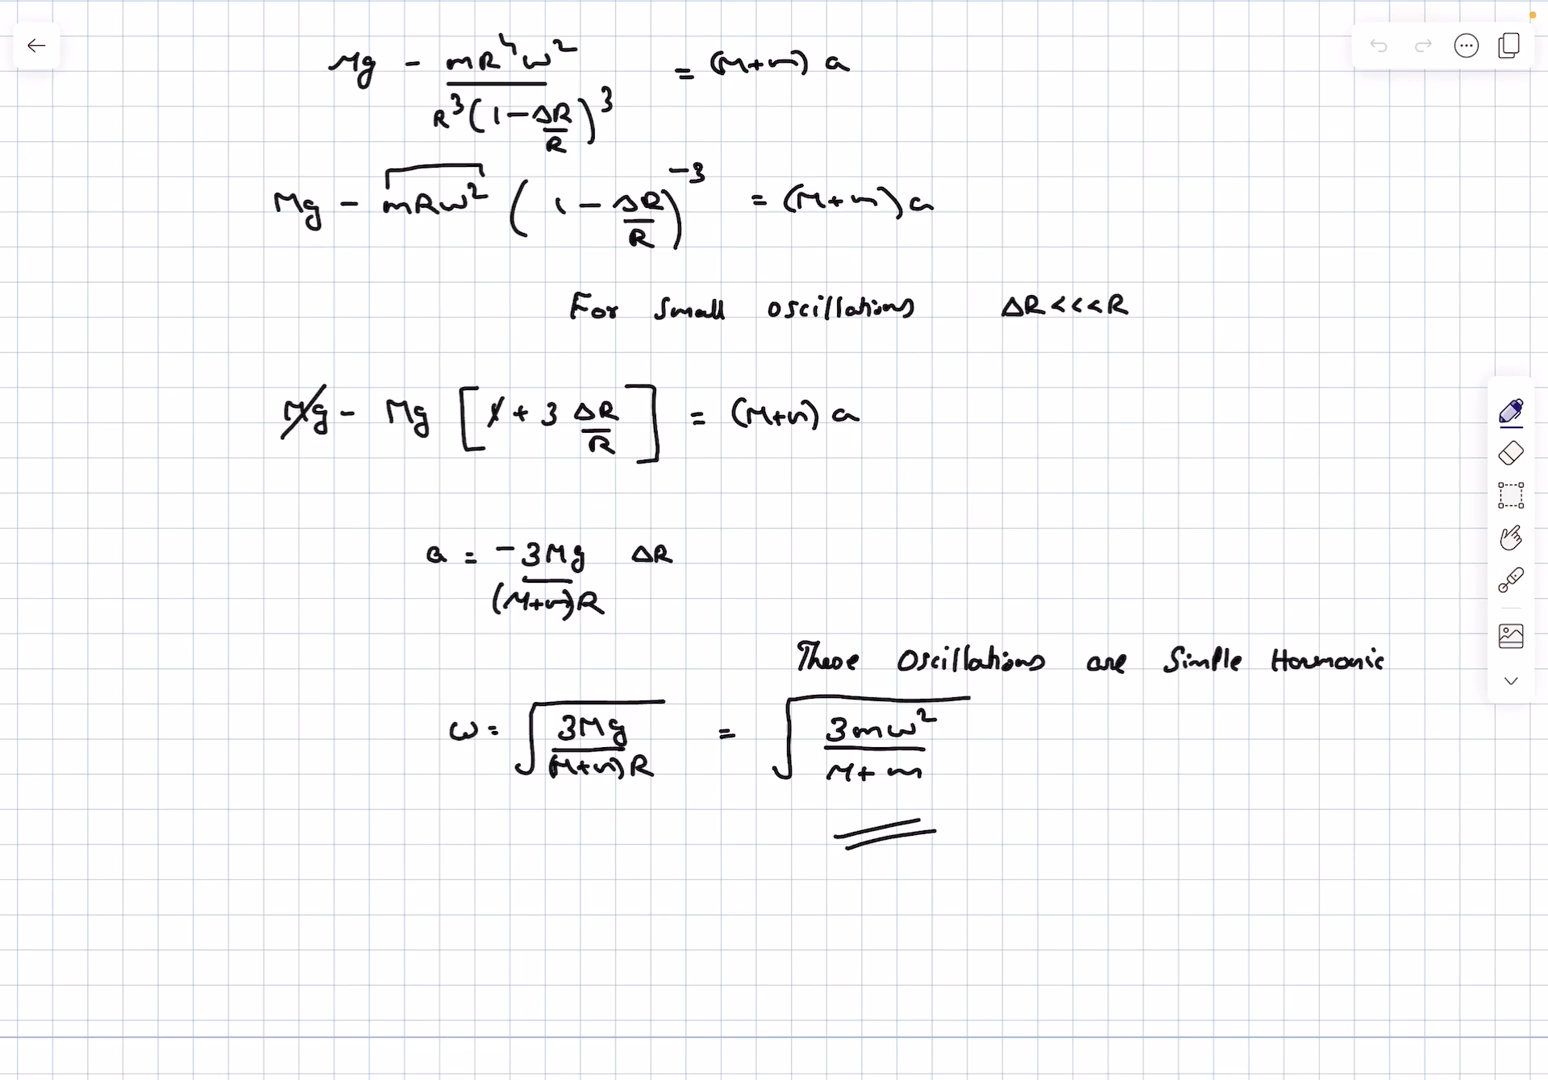 Mg - mR⁴ω² / R³(1 - ΔR/R)³ = (M+m) a
Mg - mRω² (1 - ΔR/R)⁻³ = (M+m) a
For small oscillations ΔR<<<R
Mg - Mg [1 + 3 ΔR/R] = (M+m) a
a = -3Mg/(M+m)R ΔR
These Oscillations are Simple Harmonic
ω = √(3Mg/(M+m)R) = √(3mω²/M+m)